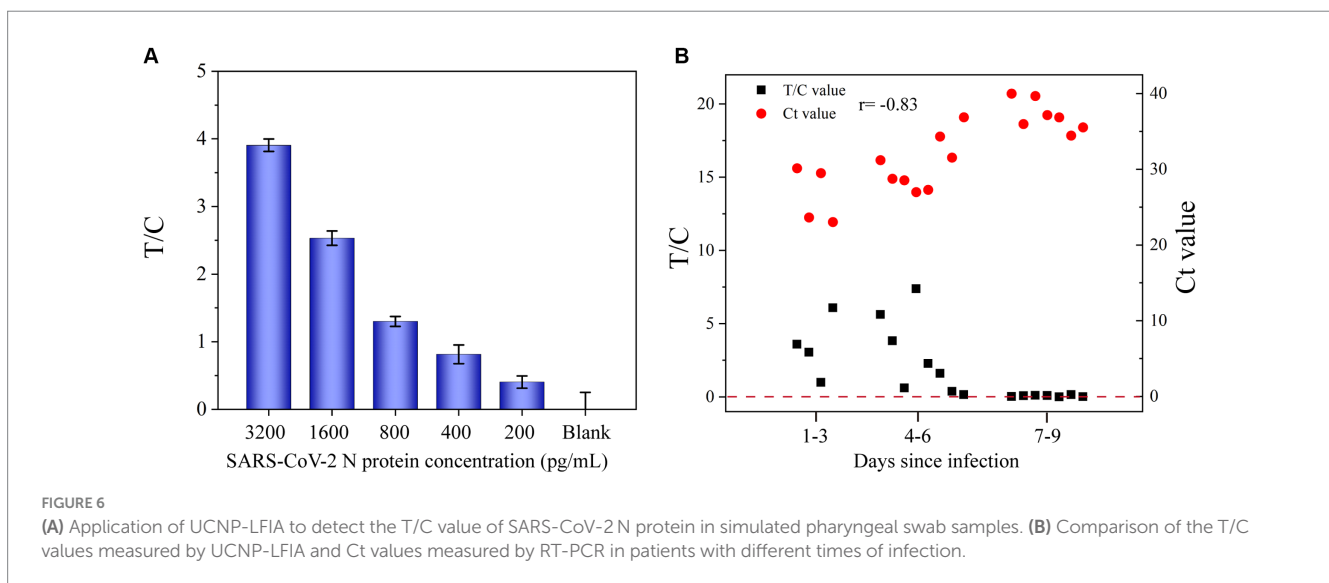 A
5
4
3
2
1
0
T/C
3200
1600
800
400
200
Blank
SARS-CoV-2 N protein concentration (pg/mL)
B
T/C value
Ct value
r= -0.83
20
15
10
5
0
T/C
40
30
20
10
0
Ct value
1-3
4-6
7-9
Days since infection
FIGURE 6
(A) Application of UCNP-LFIA to detect the T/C value of SARS-CoV-2 N protein in simulated pharyngeal swab samples. (B) Comparison of the T/C
values measured by UCNP-LFIA and Ct values measured by RT-PCR in patients with different times of infection.